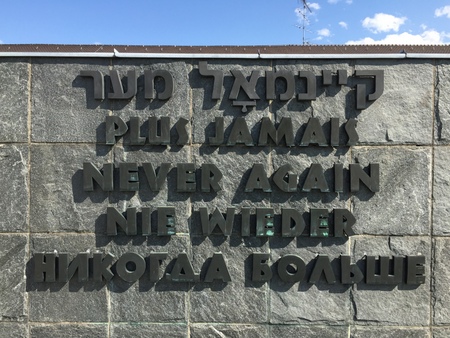 קיינמאָל מער
PLUS JAMAIS
NEVER AGAIN
NIE WIEDER
НИКОГДА БОЛЬШЕ